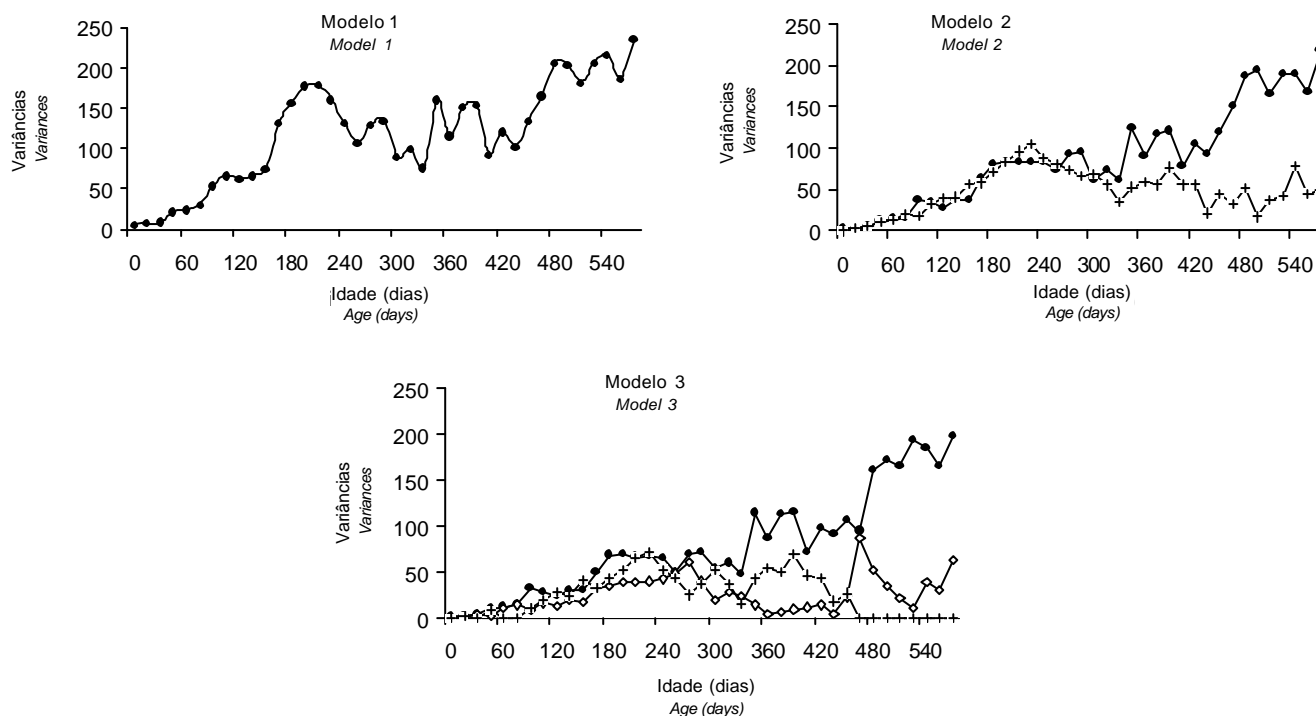 Modelo 1
Model 1
Variâncias
Variances
250
200
150
100
50
0
0 60 120 180 240 300 360 420 480 540
Idade (dias)
Age (days)
Modelo 2
Model 2
Variâncias
Variances
250
200
150
100
50
0
0 60 120 180 240 300 360 420 480 540
Idade (dias)
Age (days)
Modelo 3
Model 3
Variâncias
Variances
250
200
150
100
50
0
0 60 120 180 240 300 360 420 480 540
Idade (dias)
Age (days)